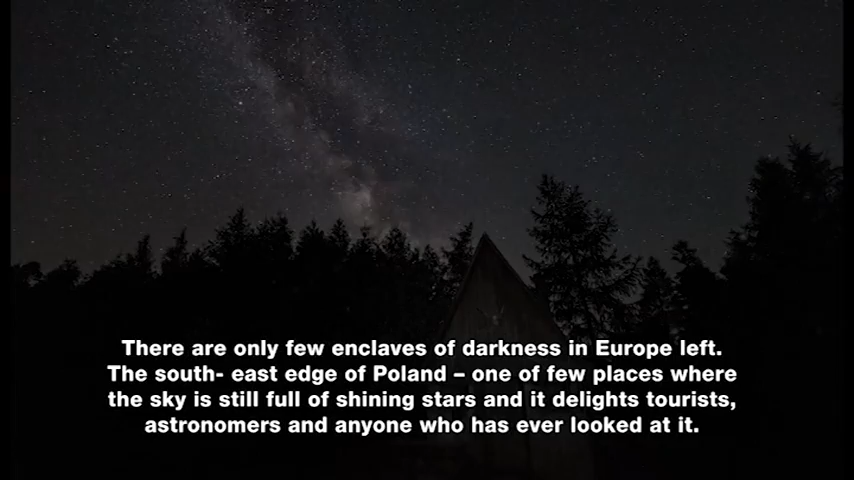 There are only few enclaves of darkness in Europe left.
The south- east edge of Poland – one of few places where
the sky is still full of shining stars and it delights tourists,
astronomers and anyone who has ever looked at it.